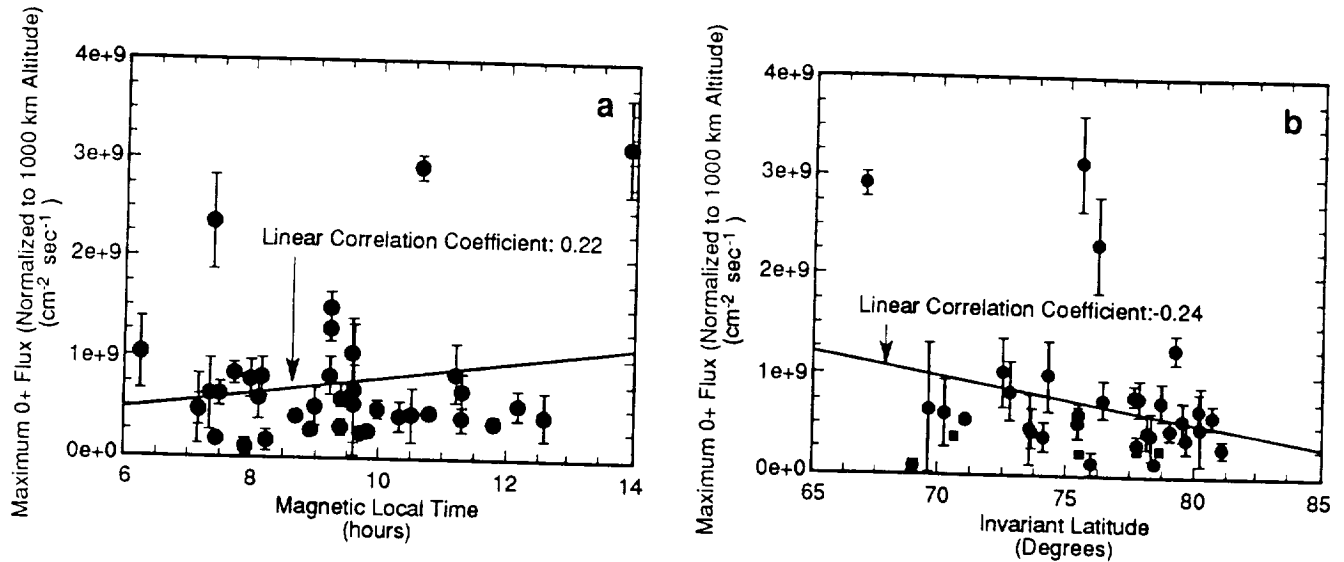 Maximum 0+ Flux (Normalized to 1000 km Altitude)
(cm-2 sec-1)
4e+9
3e+9
2e+9
1e+9
0e+0
a
Linear Correlation Coefficient: 0.22
6 8 10 12 14
Magnetic Local Time
(hours)
Maximum 0+ Flux (Normalized to 1000 km Altitude)
(cm-2 sec-1)
4e+9
3e+9
2e+9
1e+9
0e+0
b
Linear Correlation Coefficient:-0.24
65 70 75 80 85
Invariant Latitude
(Degrees)